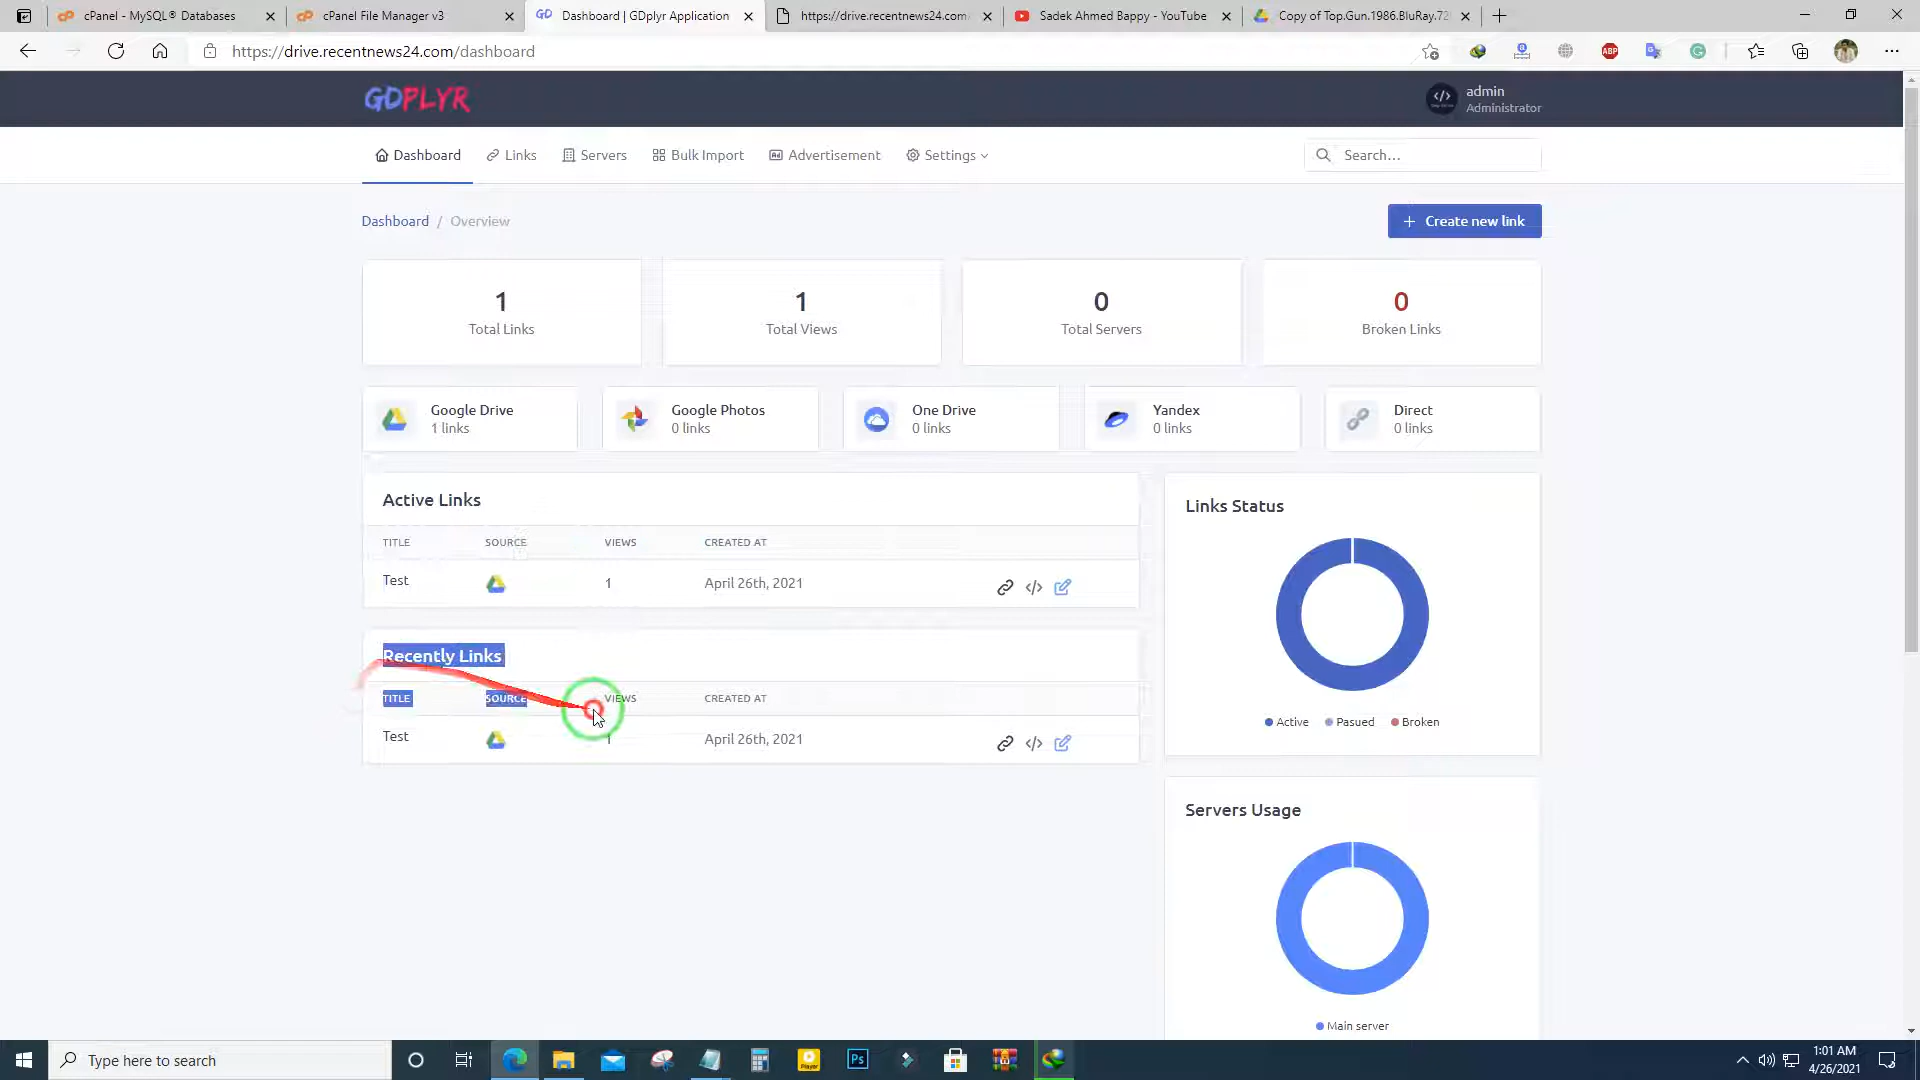 cPanel - MySQL® Databases
cPanel File Manager v3
GD Dashboard | GDplyr Application
https://drive.recentnews24.com/
Sadek Ahmed Bappy - YouTube
Copy of Top.Gun.1986.BluRay.72
https://drive.recentnews24.com/dashboard
ABP
GDPLYR
admin
Administrator
Dashboard
Links
Servers
Bulk Import
Advertisement
Settings
Search...
Dashboard / Overview
+ Create new link
1
Total Links
1
Total Views
0
Total Servers
0
Broken Links
Google Drive
1 links
Google Photos
0 links
One Drive
0 links
Yandex
0 links
Direct
0 links
Active Links
TITLE SOURCE VIEWS CREATED AT
Test 1 April 26th, 2021
Recently Links
TITLE SOURCE VIEWS CREATED AT
Test 1 April 26th, 2021
Links Status
Active Pasued Broken
Servers Usage
Main server
Type here to search
Player
Ps
1:01 AM
4/26/2021